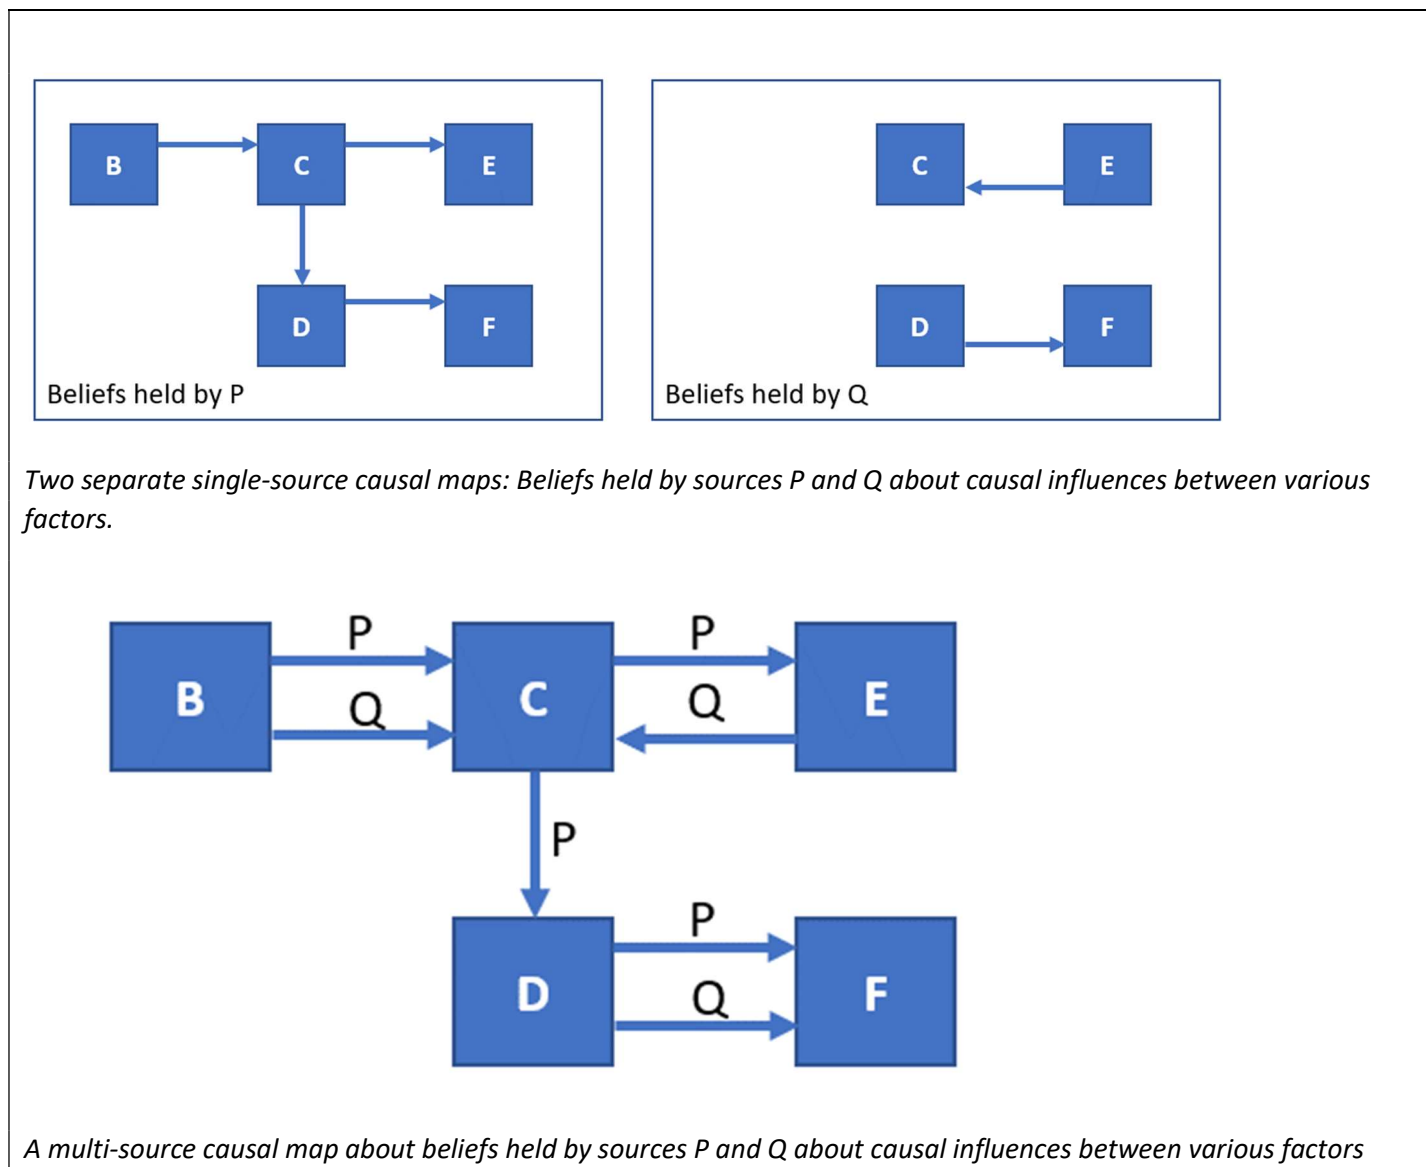 B
C
E
D
F
Beliefs held by P
C
E
D
F
Beliefs held by Q
Two separate single-source causal maps: Beliefs held by sources P and Q about causal influences between various
factors.
P
P
B
Q
C
Q
E
P
P
D
Q
F
A multi-source causal map about beliefs held by sources P and Q about causal influences between various factors